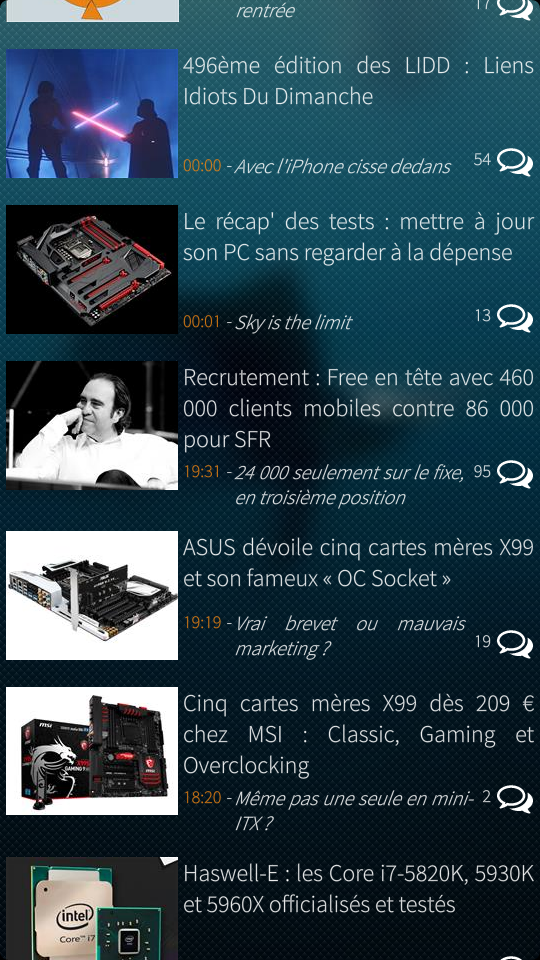 rentrée
17
496ème édition des LIDD : Liens
Idiots Du Dimanche
00:00 - Avec l'iPhone cisse dedans
54
Le récap' des tests : mettre à jour
son PC sans regarder à la dépense
00:01 - Sky is the limit
13
Recrutement : Free en tête avec 460
000 clients mobiles contre 86 000
pour SFR
19:31 - 24 000 seulement sur le fixe,
en troisième position
95
ASUS dévoile cinq cartes mères X99
et son fameux « OC Socket »
19:19 - Vrai brevet ou mauvais
marketing ?
19
msi
GAMING 9
Cinq cartes mères X99 dès 209 €
chez MSI : Classic, Gaming et
Overclocking
18:20 - Même pas une seule en mini-
ITX ?
2
intel
Core™ i7
Haswell-E : les Core i7-5820K, 5930K
et 5960X officialisés et testés